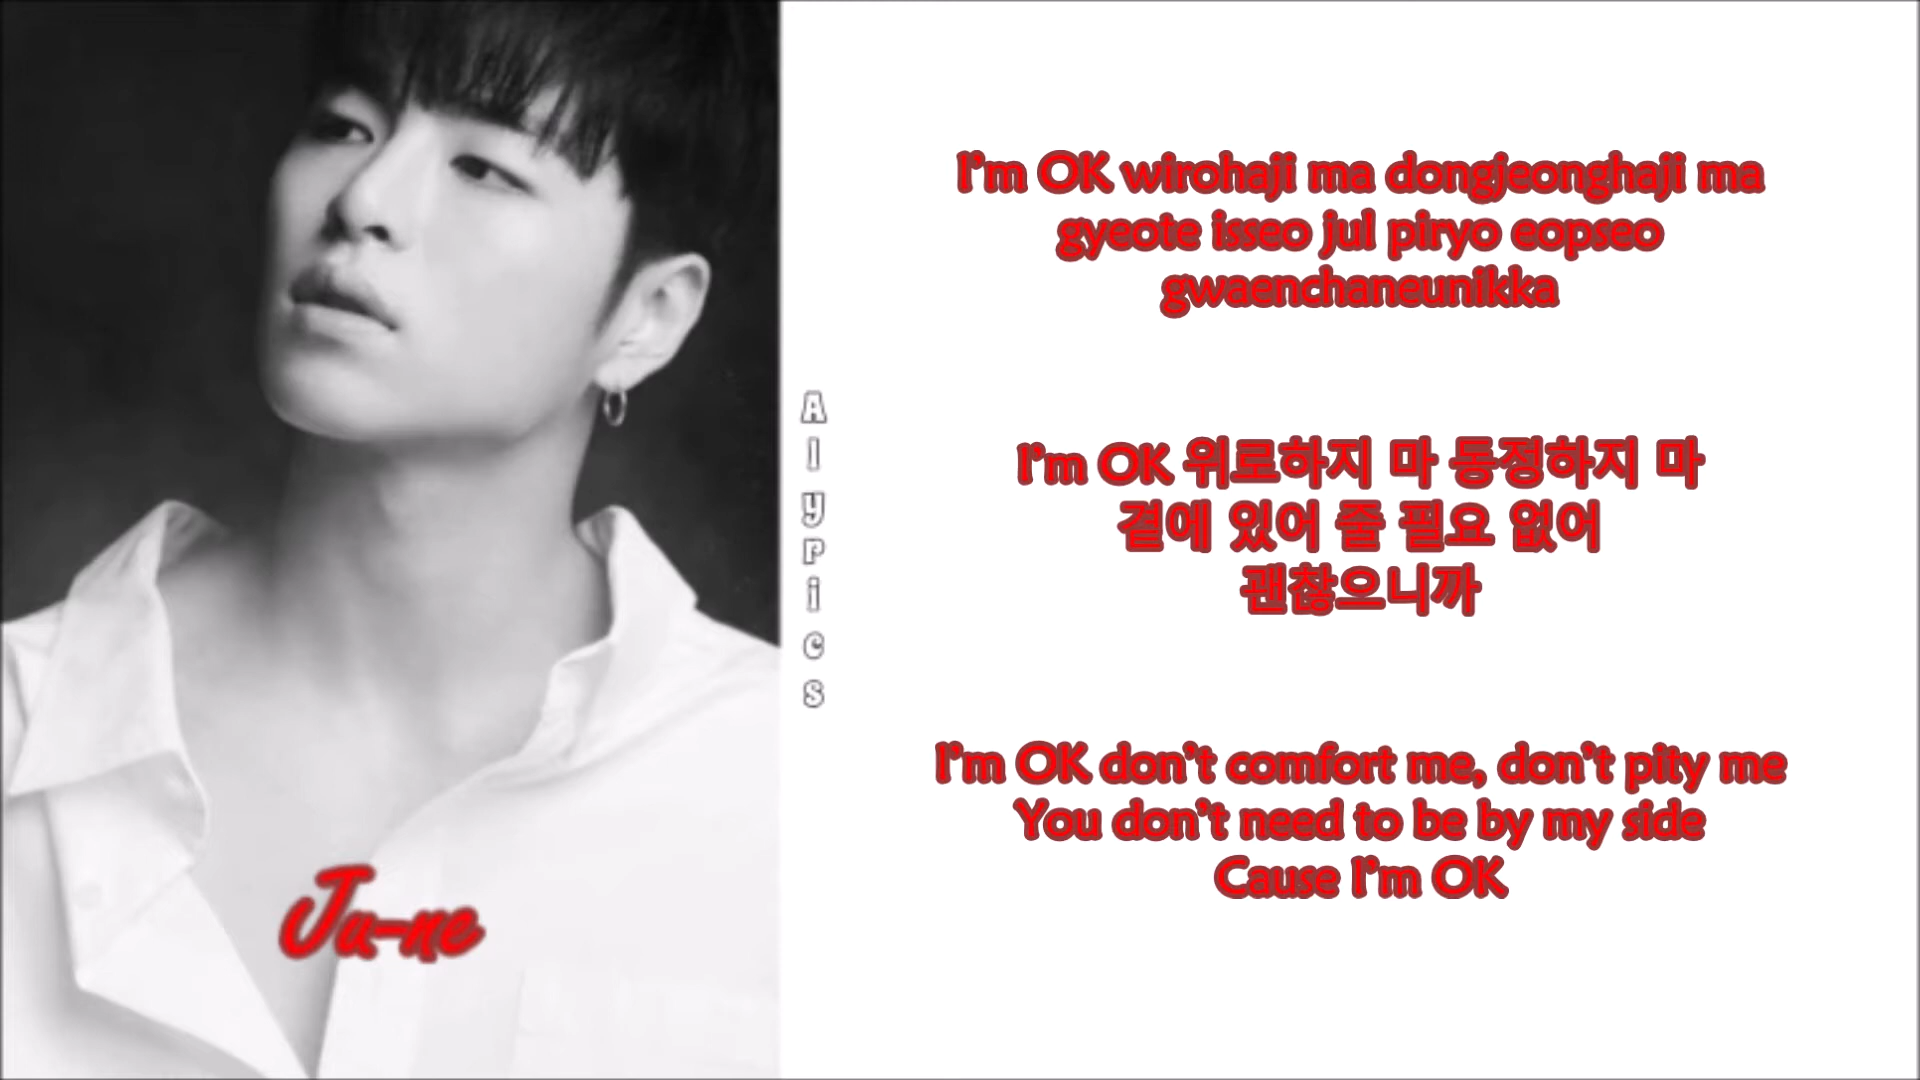 I'm OK wirohaji ma dongjeonghaji ma
gyeote isseo jul piryo eopseo
gwaenchaneunikka
I'm OK 위로하지 마 동정하지 마
곁에 있어 줄 필요 없어
괜찮으니까
I'm OK don't comfort me, don't pity me
You don't need to be by my side
Cause I'm OK
Ju-ne
Alyrics